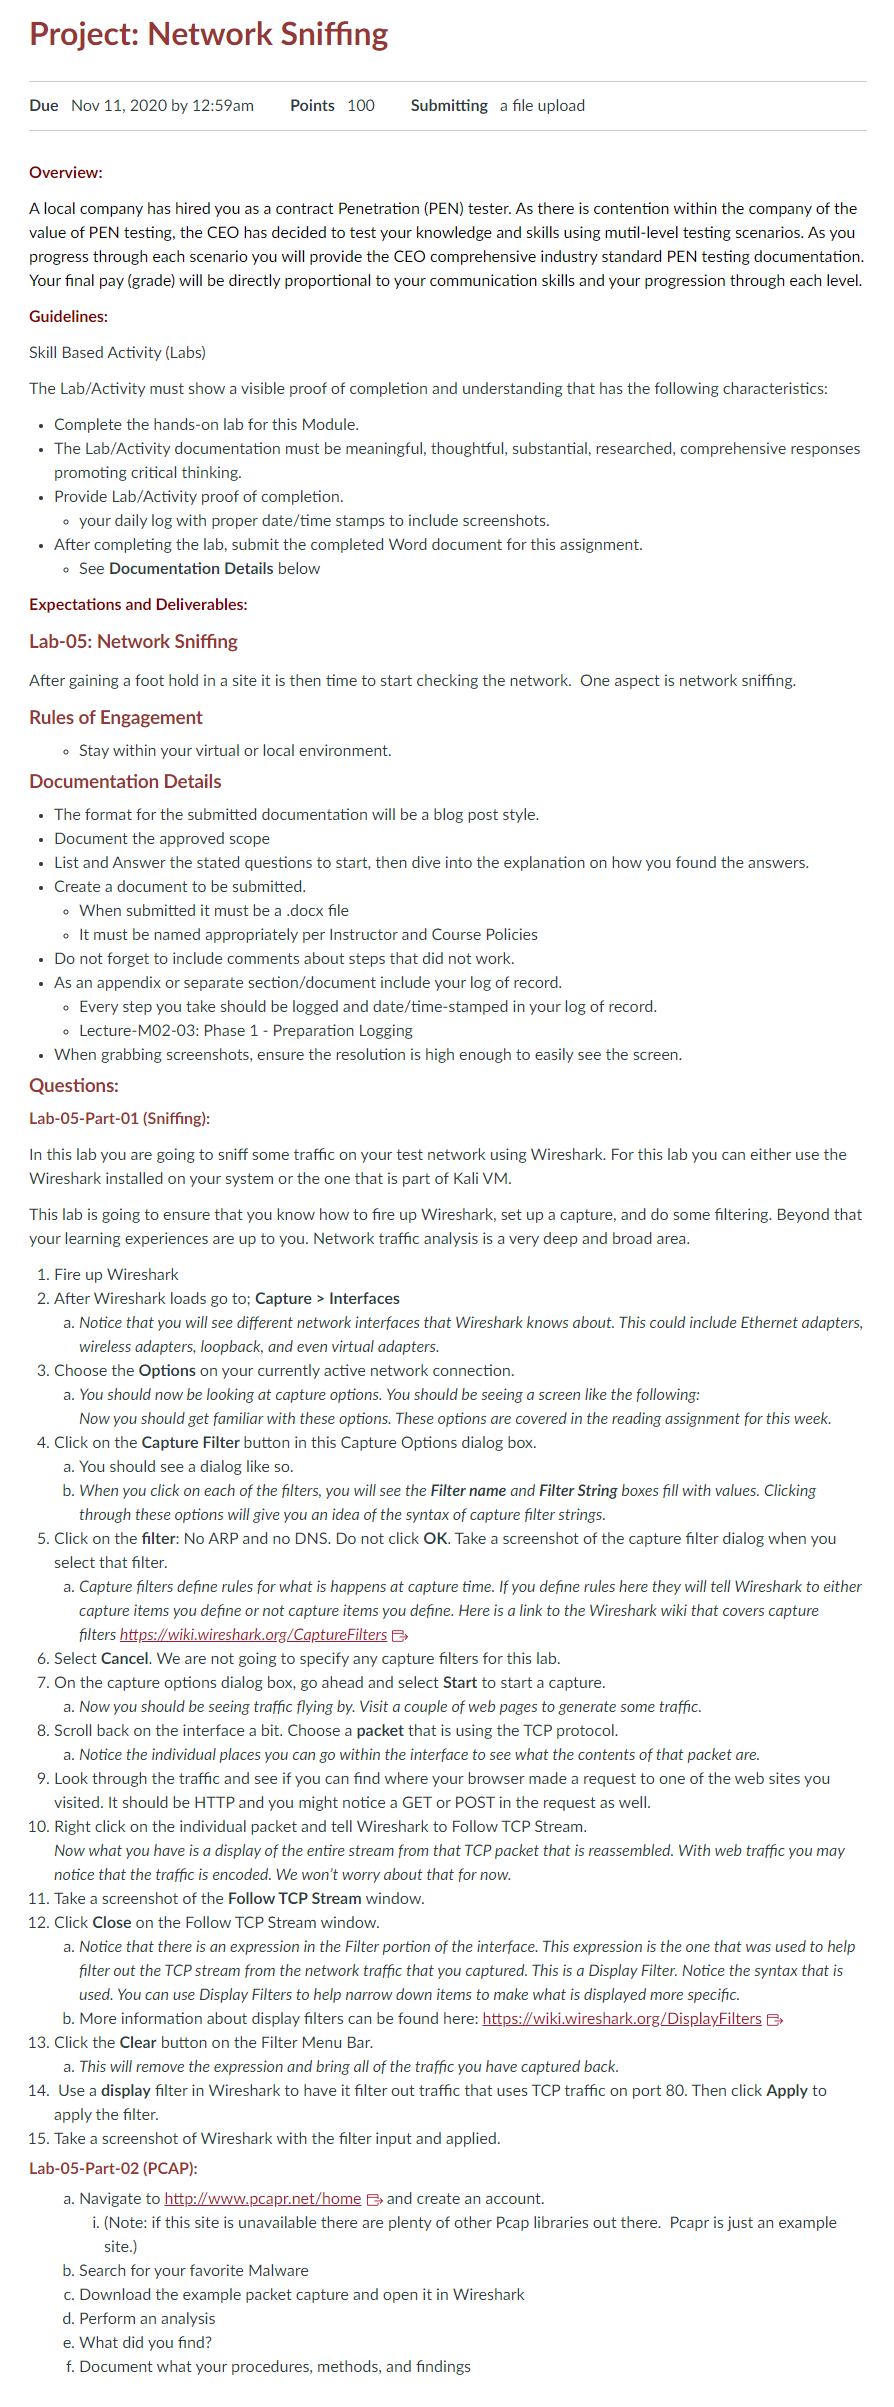 Project: Network Sniffing
Due Nov 11, 2020 by 12:59am Points 100 Submitting a file upload
Overview:
A local company has hired you as a contract Penetration (PEN) tester. As there is contention within the company of the
value of PEN testing, the CEO has decided to test your knowledge and skills using mutil-level testing scenarios. As you
progress through each scenario you will provide the CEO comprehensive industry standard PEN testing documentation.
Your final pay (grade) will be directly proportional to your communication skills and your progression through each level.
Guidelines:
Skill Based Activity (Labs)
The Lab/Activity must show a visible proof of completion and understanding that has the following characteristics:
• Complete the hands-on lab for this Module.
• The Lab/Activity documentation must be meaningful, thoughtful, substantial, researched, comprehensive responses
promoting critical thinking.
• Provide Lab/Activity proof of completion.
◦ your daily log with proper date/time stamps to include screenshots.
• After completing the lab, submit the completed Word document for this assignment.
◦ See Documentation Details below
Expectations and Deliverables:
Lab-05: Network Sniffing
After gaining a foot hold in a site it is then time to start checking the network. One aspect is network sniffing.
Rules of Engagement
◦ Stay within your virtual or local environment.
Documentation Details
• The format for the submitted documentation will be a blog post style.
• Document the approved scope
• List and Answer the stated questions to start, then dive into the explanation on how you found the answers.
• Create a document to be submitted.
◦ When submitted it must be a .docx file
◦ It must be named appropriately per Instructor and Course Policies
• Do not forget to include comments about steps that did not work.
• As an appendix or separate section/document include your log of record.
◦ Every step you take should be logged and date/time-stamped in your log of record.
◦ Lecture-M02-03: Phase 1 - Preparation Logging
• When grabbing screenshots, ensure the resolution is high enough to easily see the screen.
Questions:
Lab-05-Part-01 (Sniffing):
In this lab you are going to sniff some traffic on your test network using Wireshark. For this lab you can either use the
Wireshark installed on your system or the one that is part of Kali VM.
This lab is going to ensure that you know how to fire up Wireshark, set up a capture, and do some filtering. Beyond that
your learning experiences are up to you. Network traffic analysis is a very deep and broad area.
1. Fire up Wireshark
2. After Wireshark loads go to; Capture > Interfaces
a. Notice that you will see different network interfaces that Wireshark knows about. This could include Ethernet adapters,
wireless adapters, loopback, and even virtual adapters.
3. Choose the Options on your currently active network connection.
a. You should now be looking at capture options. You should be seeing a screen like the following:
Now you should get familiar with these options. These options are covered in the reading assignment for this week.
4. Click on the Capture Filter button in this Capture Options dialog box.
a. You should see a dialog like so.
b. When you click on each of the filters, you will see the Filter name and Filter String boxes fill with values. Clicking
through these options will give you an idea of the syntax of capture filter strings.
5. Click on the filter: No ARP and no DNS. Do not click OK. Take a screenshot of the capture filter dialog when you
select that filter.
a. Capture filters define rules for what is happens at capture time. If you define rules here they will tell Wireshark to either
capture items you define or not capture items you define. Here is a link to the Wireshark wiki that covers capture
filters https://wiki.wireshark.org/CaptureFilters
6. Select Cancel. We are not going to specify any capture filters for this lab.
7. On the capture options dialog box, go ahead and select Start to start a capture.
a. Now you should be seeing traffic flying by. Visit a couple of web pages to generate some traffic.
8. Scroll back on the interface a bit. Choose a packet that is using the TCP protocol.
a. Notice the individual places you can go within the interface to see what the contents of that packet are.
9. Look through the traffic and see if you can find where your browser made a request to one of the web sites you
visited. It should be HTTP and you might notice a GET or POST in the request as well.
10. Right click on the individual packet and tell Wireshark to Follow TCP Stream.
Now what you have is a display of the entire stream from that TCP packet that is reassembled. With web traffic you may
notice that the traffic is encoded. We won't worry about that for now.
11. Take a screenshot of the Follow TCP Stream window.
12. Click Close on the Follow TCP Stream window.
a. Notice that there is an expression in the Filter portion of the interface. This expression is the one that was used to help
filter out the TCP stream from the network traffic that you captured. This is a Display Filter. Notice the syntax that is
used. You can use Display Filters to help narrow down items to make what is displayed more specific.
b. More information about display filters can be found here: https://wiki.wireshark.org/DisplayFilters
13. Click the Clear button on the Filter Menu Bar.
a. This will remove the expression and bring all of the traffic you have captured back.
14. Use a display filter in Wireshark to have it filter out traffic that uses TCP traffic on port 80. Then click Apply to
apply the filter.
15. Take a screenshot of Wireshark with the filter input and applied.
Lab-05-Part-02 (PCAP):
a. Navigate to http://www.pcapr.net/home and create an account.
i. (Note: if this site is unavailable there are plenty of other Pcap libraries out there. Pcapr is just an example
site.)
b. Search for your favorite Malware
c. Download the example packet capture and open it in Wireshark
d. Perform an analysis
e. What did you find?
f. Document what your procedures, methods, and findings